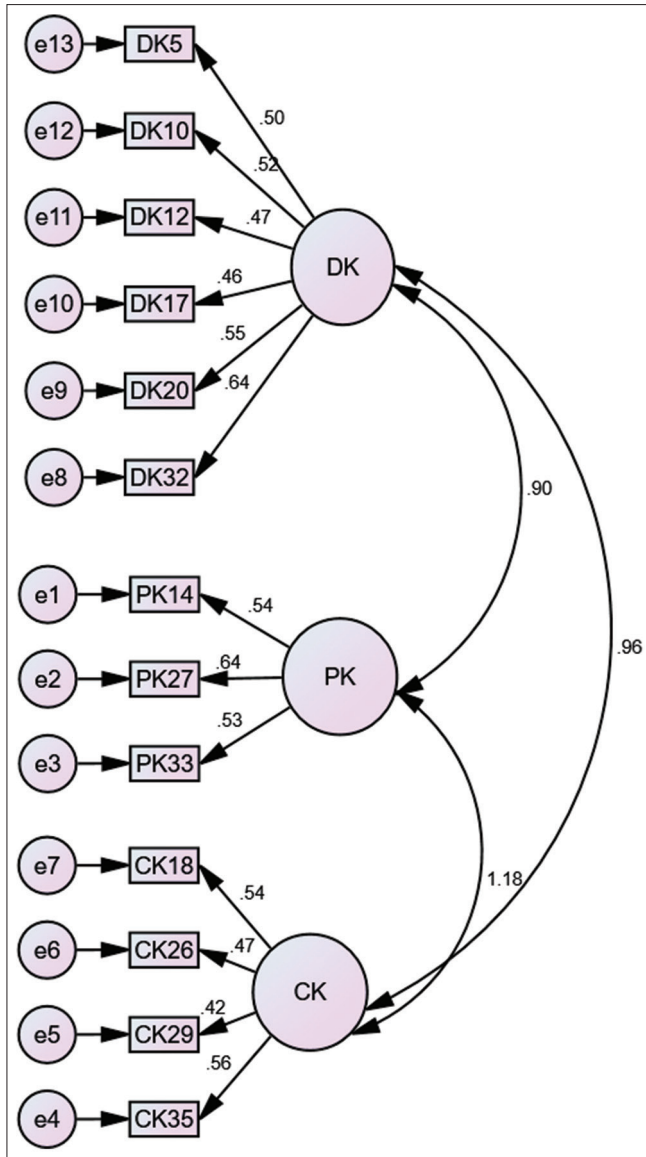 e13 DK5
.50
e12 DK10
.52
e11 DK12 .47
DK
e10 DK17 .46
.55
e9 DK20 .64
e8 DK32
.90
e1 PK14 .54
.96
e2 PK27 .64 PK
.53
e3 PK33
e7 CK18
1.18
.54
e6 CK26 .47
CK
.42
e5 CK29
.56
e4 CK35